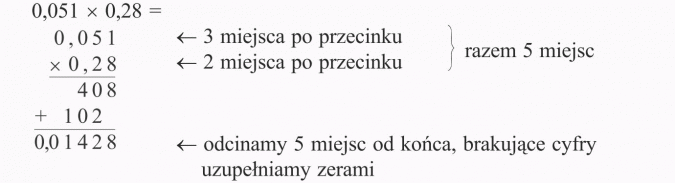 0,051 × 0,28 =
0,051 ← 3 miejsca po przecinku
× 0,28 ← 2 miejsca po przecinku
razem 5 miejsc
408
+ 102
0,01428 ← odcinamy 5 miejsc od końca, brakujące cyfry
uzupełniamy zerami